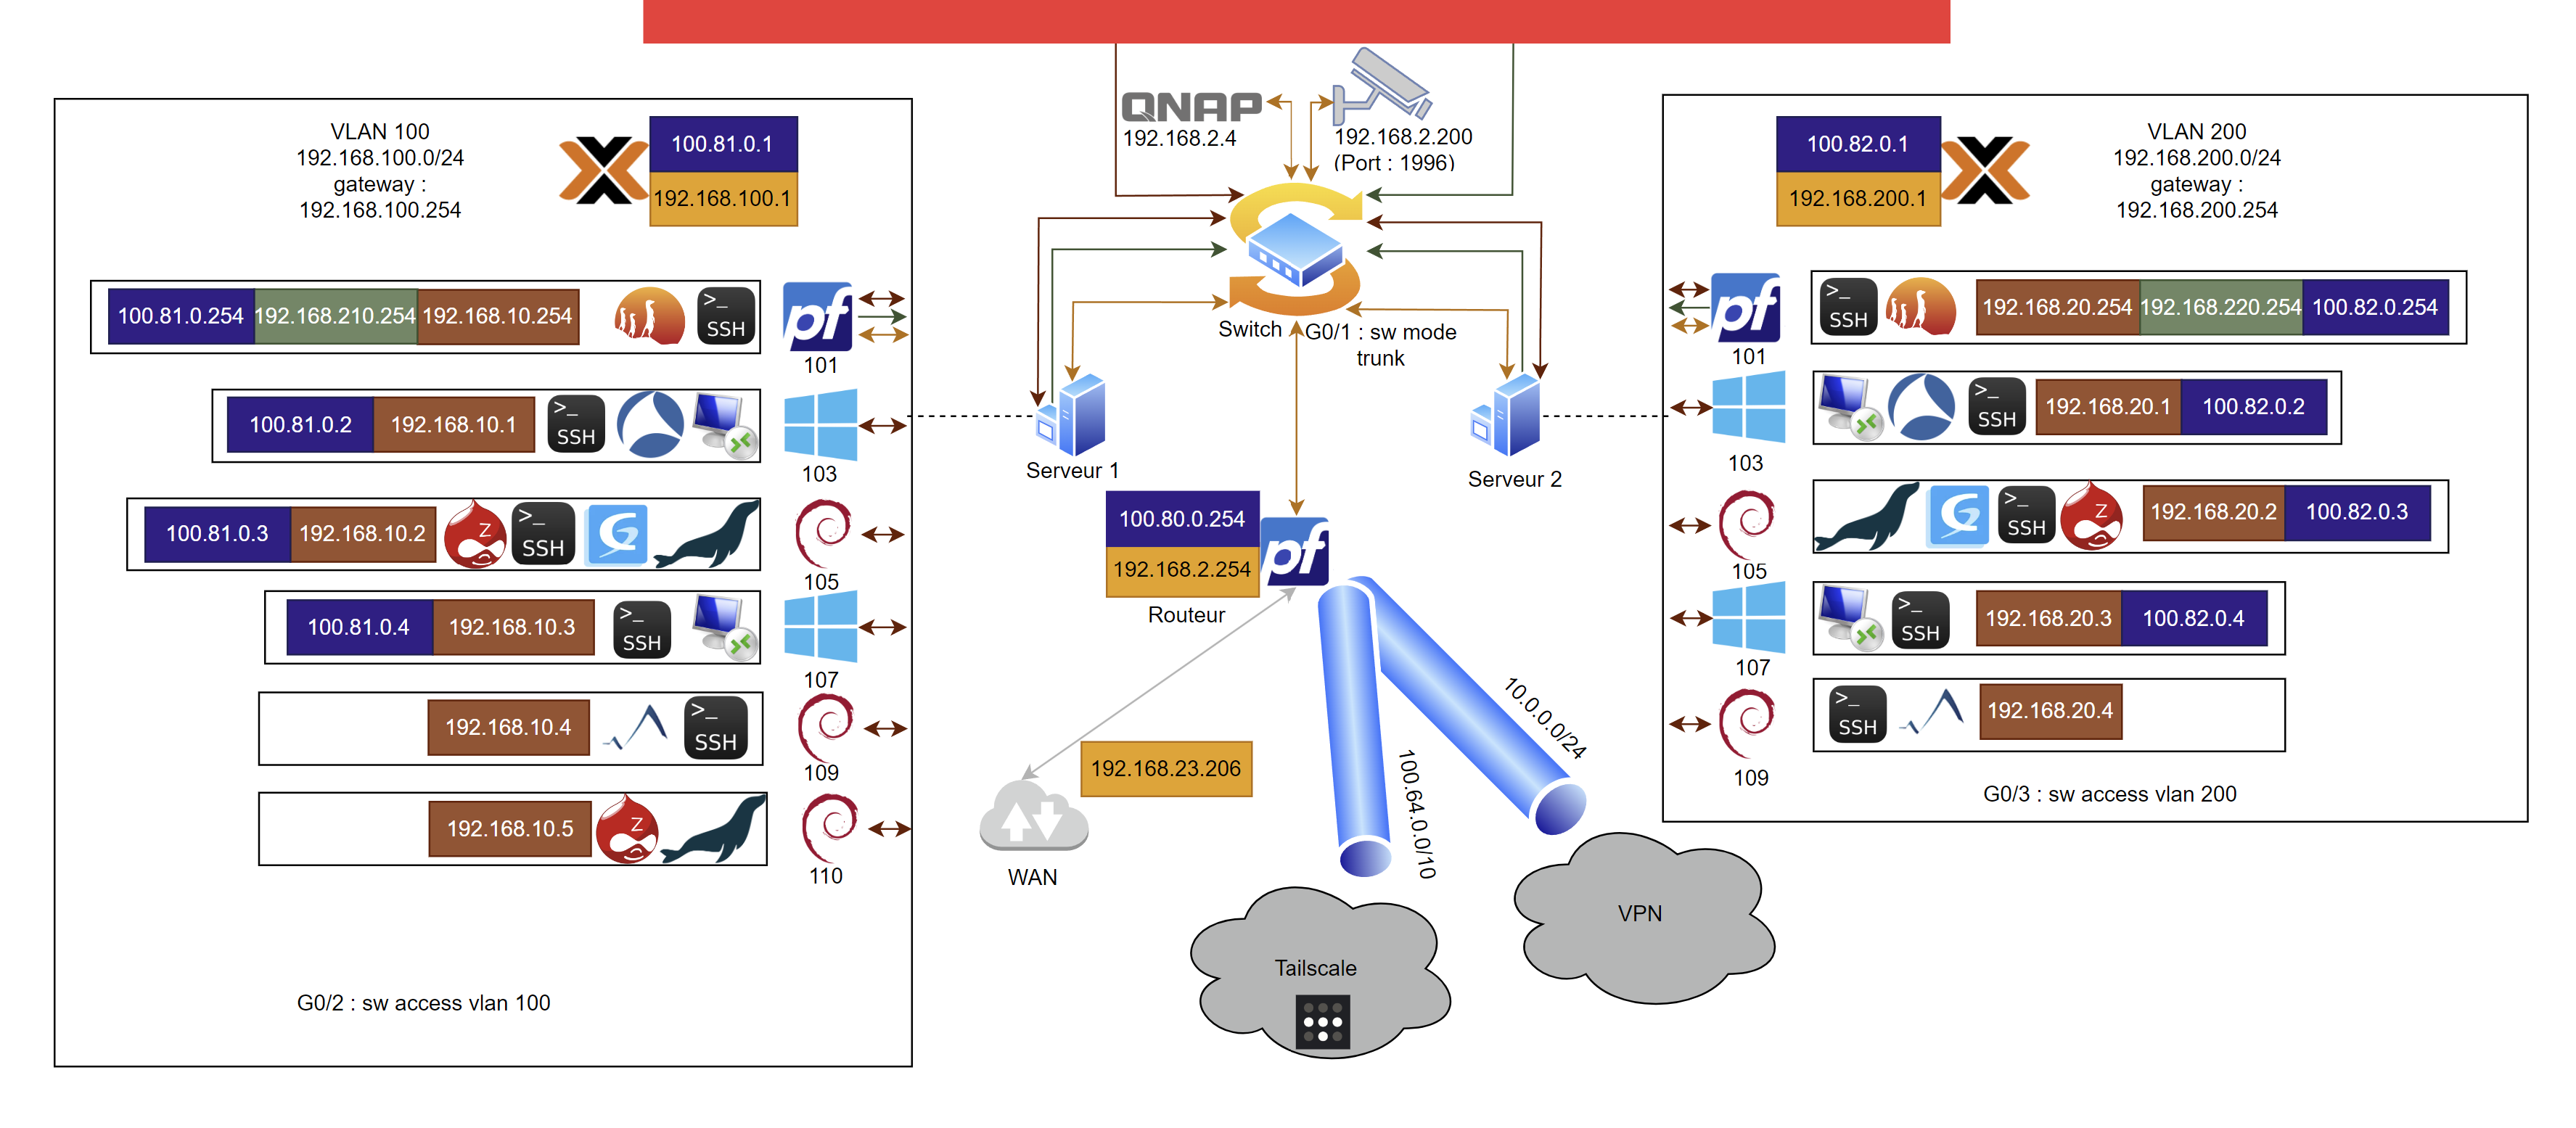 QNAP
192.168.2.4
192.168.2.200
(Port : 1996)
VLAN 100
192.168.100.0/24
gateway :
192.168.100.254
100.81.0.1
192.168.100.1
100.81.0.254
192.168.210.254
192.168.10.254
>_
SSH
pf
101
100.81.0.2
192.168.10.1
>_
SSH
103
100.81.0.3
192.168.10.2
Z
>_
SSH
105
100.81.0.4
192.168.10.3
>_
SSH
107
192.168.10.4
>_
SSH
109
192.168.10.5
Z
110
G0/2 : sw access vlan 100
Switch
G0/1 : sw mode
trunk
Serveur 1
Serveur 2
100.80.0.254
192.168.2.254
pf
Routeur
192.168.23.206
WAN
100.64.0.0/10
10.0.0.0/24
Tailscale
VPN
100.82.0.1
192.168.200.1
VLAN 200
192.168.200.0/24
gateway :
192.168.200.254
pf
101
>_
SSH
192.168.20.254
192.168.220.254
100.82.0.254
103
>_
SSH
192.168.20.1
100.82.0.2
105
>_
SSH
Z
192.168.20.2
100.82.0.3
107
>_
SSH
192.168.20.3
100.82.0.4
109
>_
SSH
192.168.20.4
G0/3 : sw access vlan 200